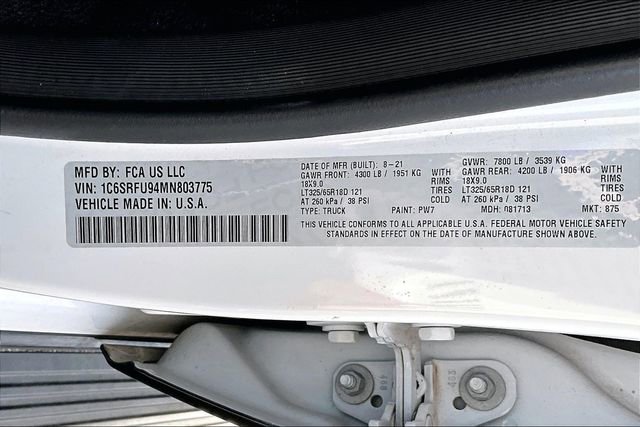 MFD BY: FCA US LLC
VIN: 1C6SRFU94MN803775
VEHICLE MADE IN: U.S.A.
DATE OF MFR (BUILT): 8-21
GAWR FRONT: 4300 LB / 1951 KG WITH
18X9.0 RIMS
LT325/65R18D 121 TIRES
AT 260 kPa / 38 PSI COLD
TYPE: TRUCK PAINT: PW7
GVWR: 7800 LB / 3539 KG
GAWR REAR: 4200 LB / 1906 KG WITH
18X9.0 RIMS
LT325/65R18D 121 TIRES
AT 260 kPa / 38 PSI COLD
MDH: 081713 MKT: 875
THIS VEHICLE CONFORMS TO ALL APPLICABLE U.S.A. FEDERAL MOTOR VEHICLE SAFETY
STANDARDS IN EFFECT ON THE DATE OF MANUFACTURE SHOWN ABOVE.